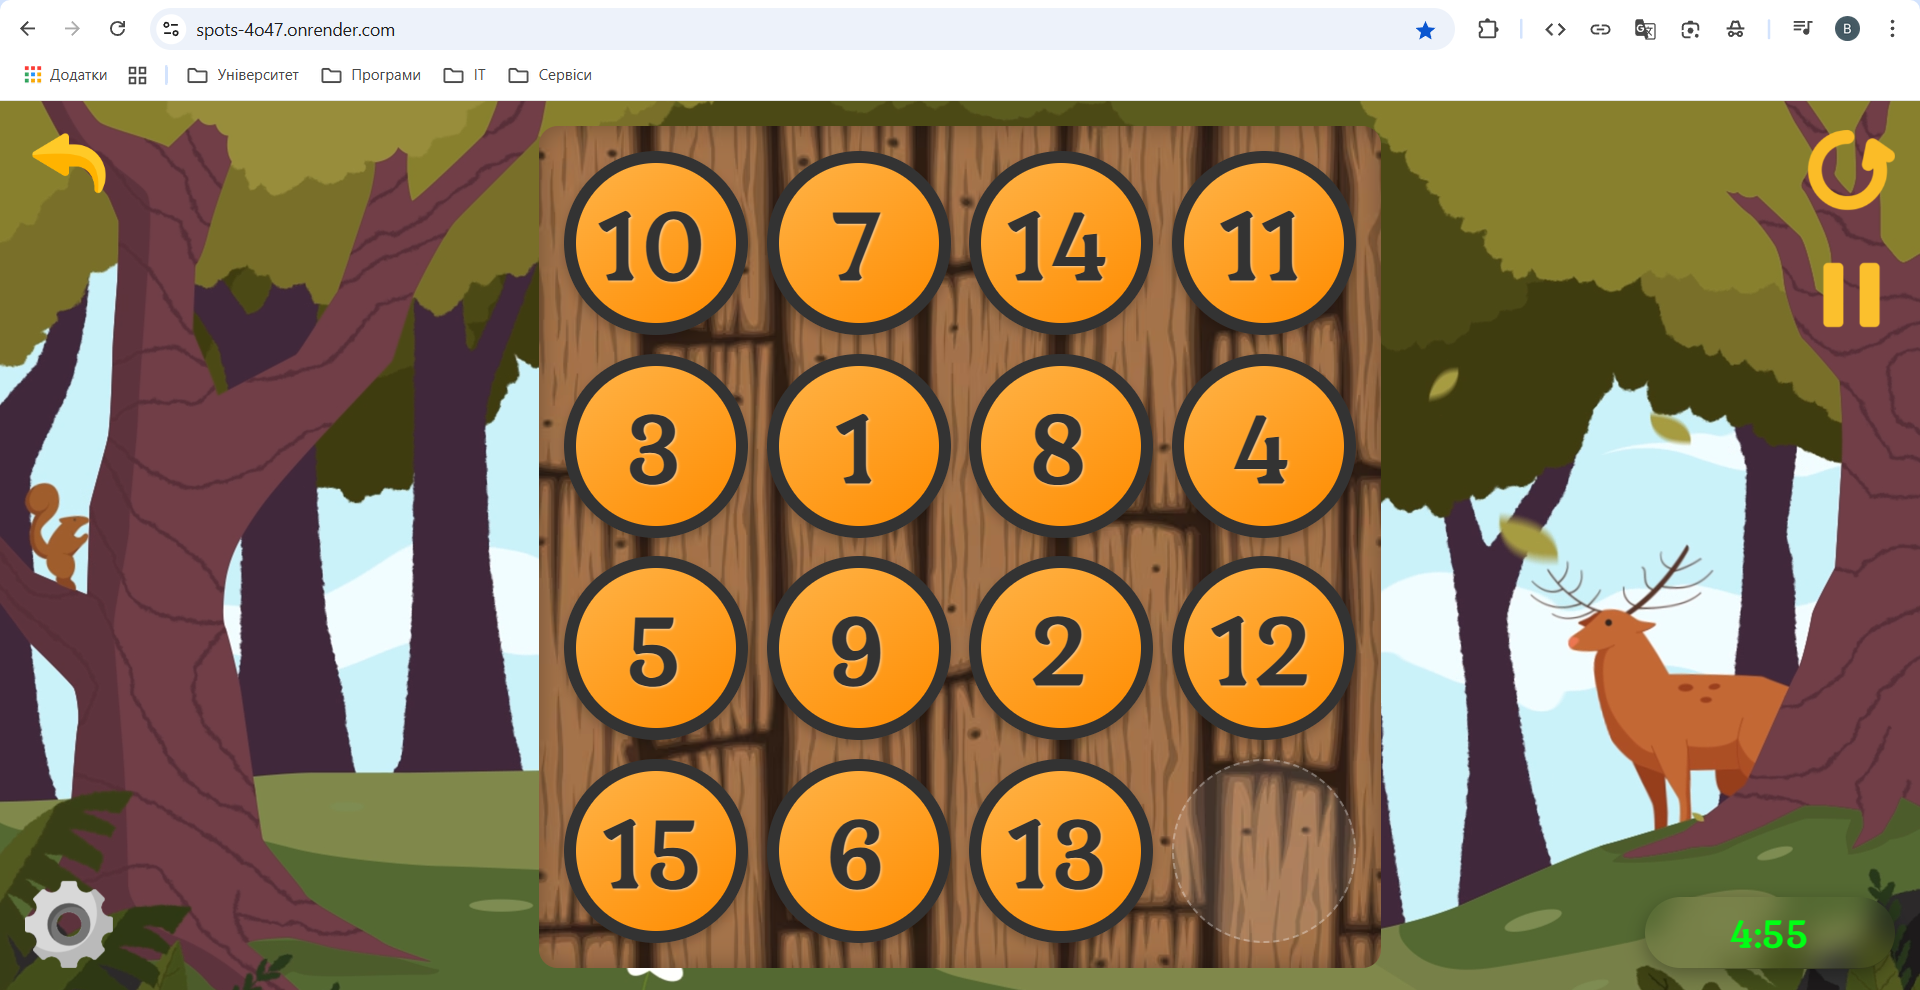 spots-4o47.onrender.com
B
Додатки
Університет
Програми
IT
Сервіси
10 7 14 11
3 1 8 4
5 9 2 12
15 6 13
4:55